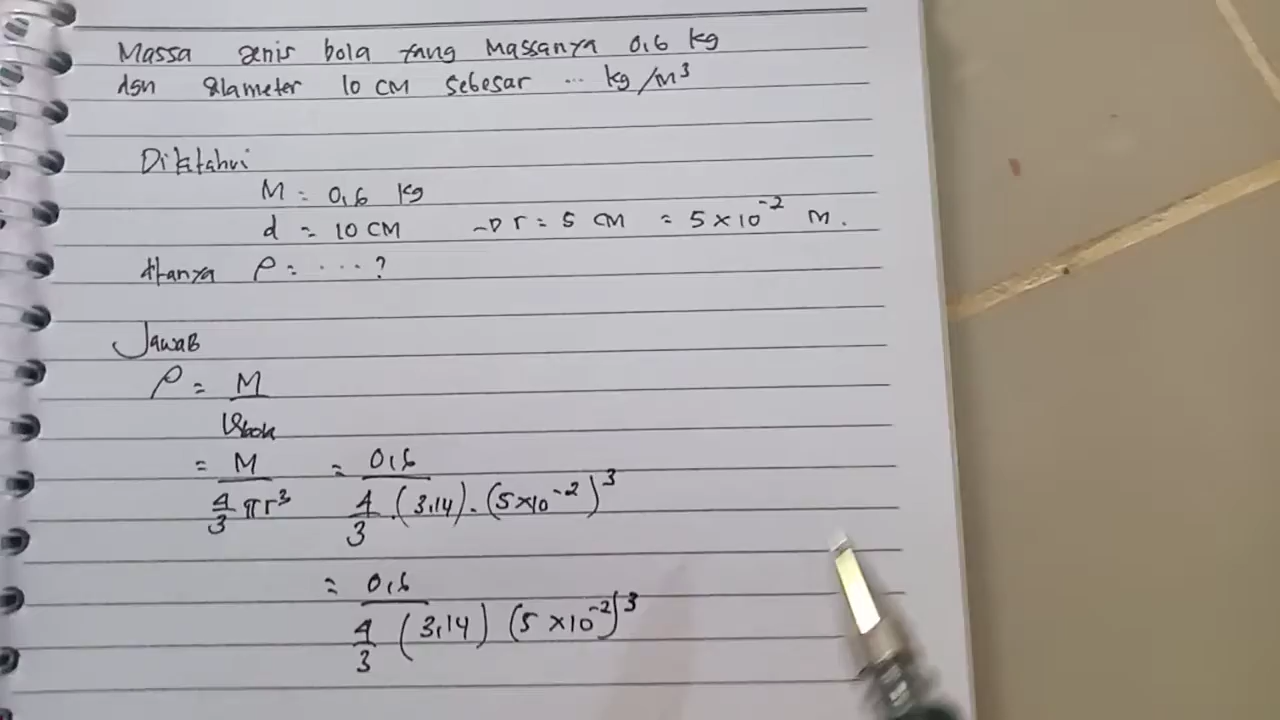 Massa Jenis bola yang Massanya 0,6 kg
dan diameter 10 cm sebesar ... kg/m³
Diketahui
M = 0,6 kg
d = 10 cm → r = 5 cm = 5 × 10⁻² m.
ditanya ρ = .... ?
Jawab
ρ = M / Vbola
= M / (4/3 πr³) = 0,6 / (4/3 . (3,14) . (5×10⁻²)³)
= 0,6 / (4/3 (3,14) (5 ×10⁻²)³)